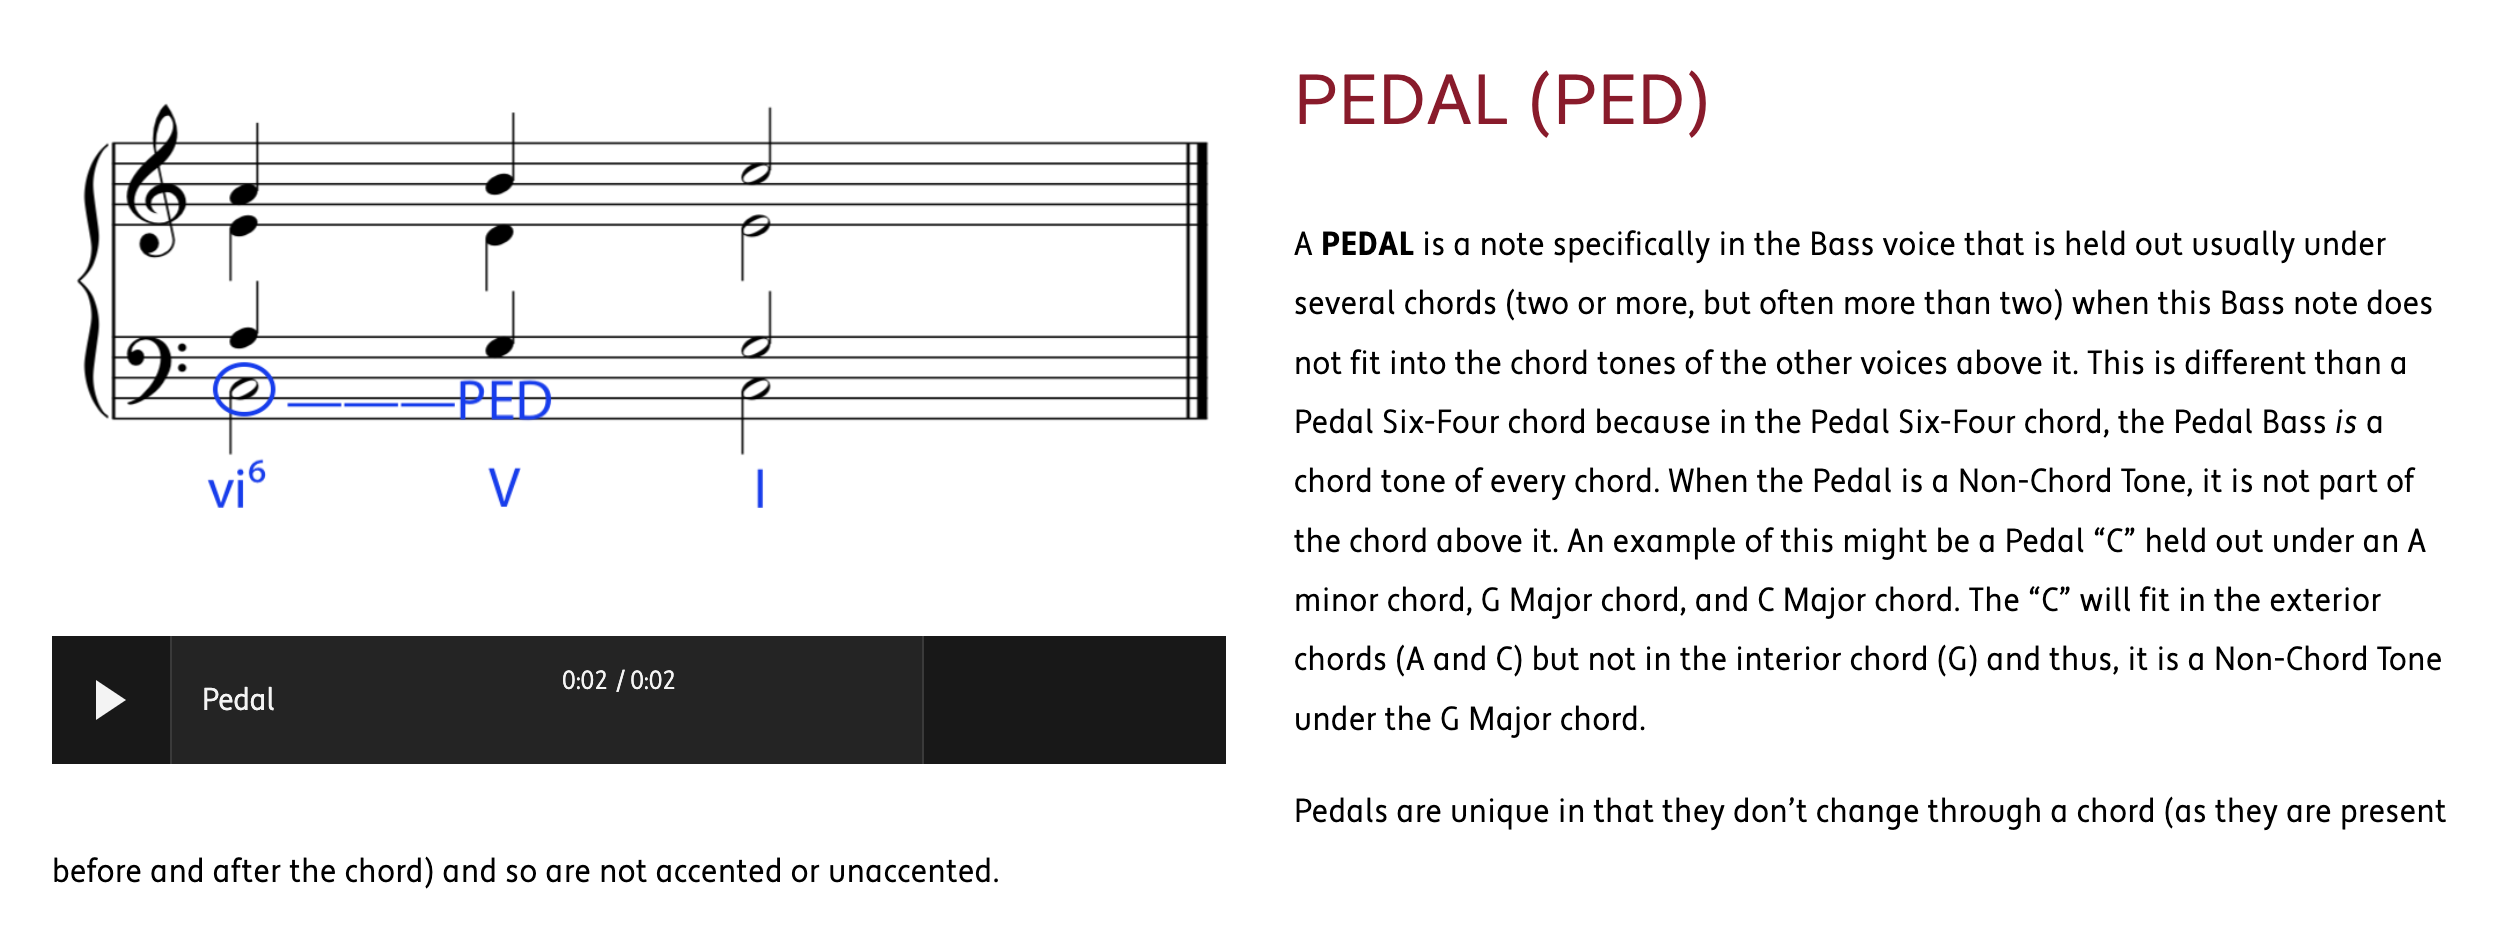 PED
vi⁶ V I
Pedal 0:02 / 0:02
PEDAL (PED)
A PEDAL is a note specifically in the Bass voice that is held out usually under
several chords (two or more, but often more than two) when this Bass note does
not fit into the chord tones of the other voices above it. This is different than a
Pedal Six-Four chord because in the Pedal Six-Four chord, the Pedal Bass is a
chord tone of every chord. When the Pedal is a Non-Chord Tone, it is not part of
the chord above it. An example of this might be a Pedal “C” held out under an A
minor chord, G Major chord, and C Major chord. The “C” will fit in the exterior
chords (A and C) but not in the interior chord (G) and thus, it is a Non-Chord Tone
under the G Major chord.
Pedals are unique in that they don’t change through a chord (as they are present
before and after the chord) and so are not accented or unaccented.